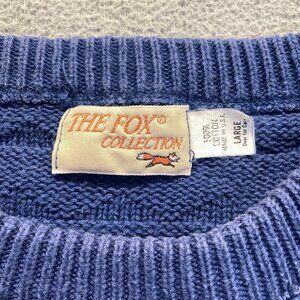 THE FOX©
COLLECTION
100%
COTTON
MADE IN U.S.A.
LARGE